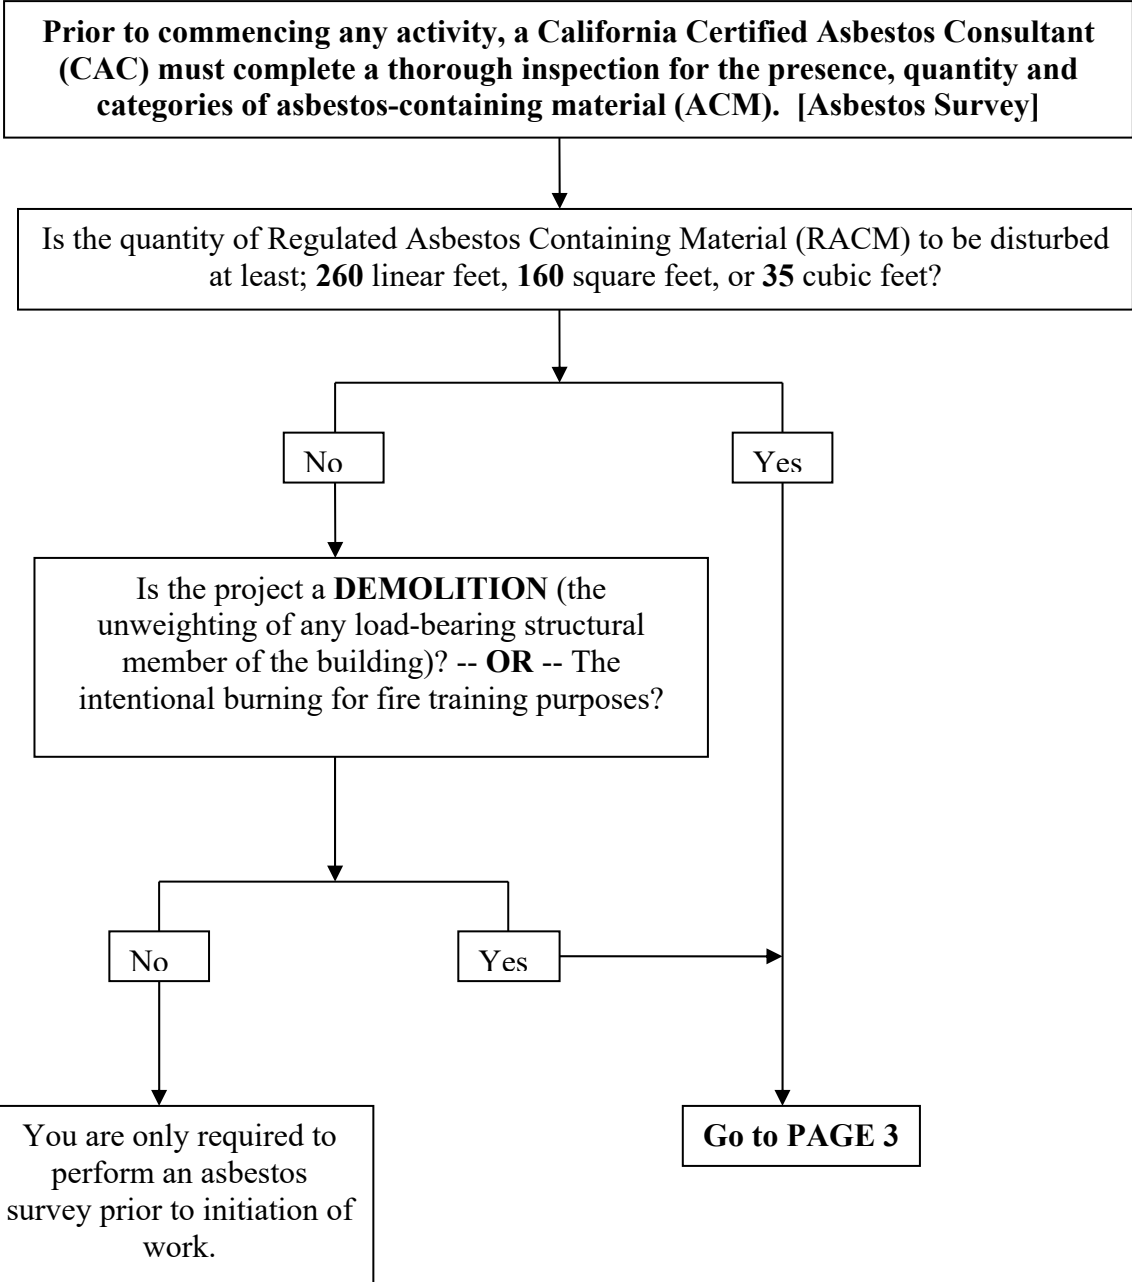 Prior to commencing any activity, a California Certified Asbestos Consultant
(CAC) must complete a thorough inspection for the presence, quantity and
categories of asbestos-containing material (ACM).  [Asbestos Survey]
Is the quantity of Regulated Asbestos Containing Material (RACM) to be disturbed
at least; 260 linear feet, 160 square feet, or 35 cubic feet?
No
Yes
Is the project a DEMOLITION (the
unweighting of any load-bearing structural
member of the building)? -- OR -- The
intentional burning for fire training purposes?
No
Yes
You are only required to
perform an asbestos
survey prior to initiation of
work.
Go to PAGE 3